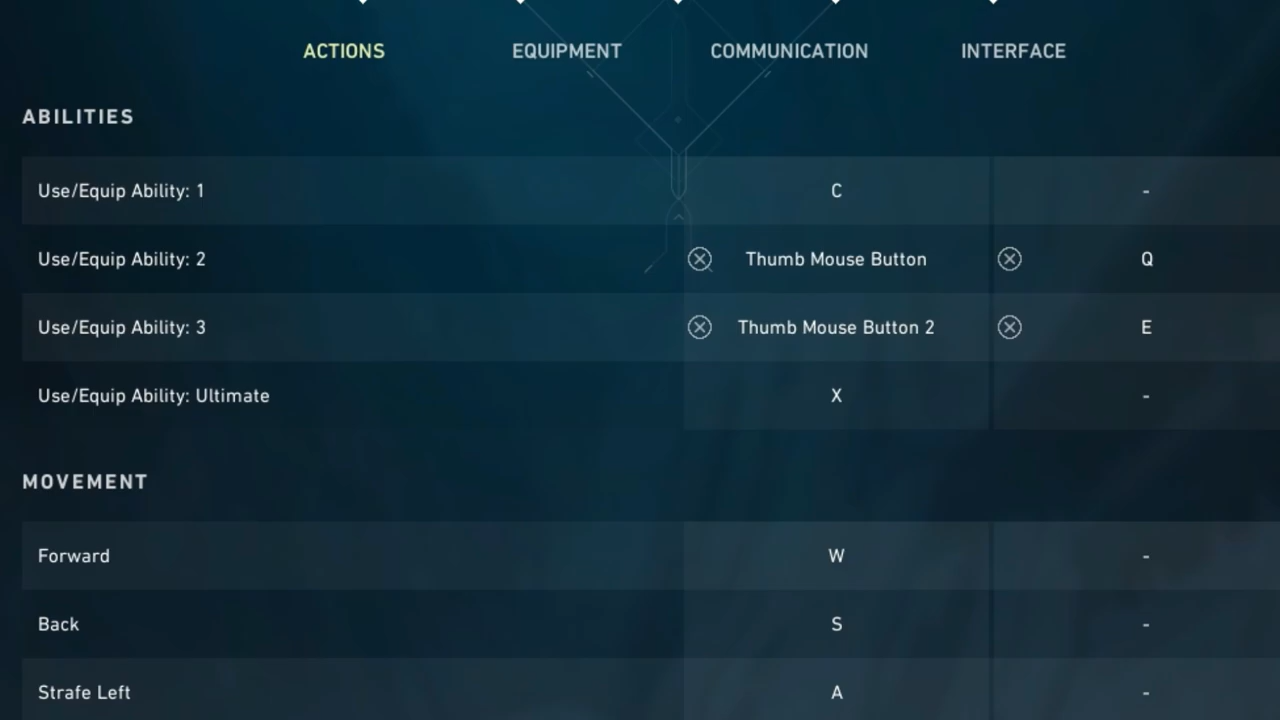 ACTIONS EQUIPMENT COMMUNICATION INTERFACE
ABILITIES
Use/Equip Ability: 1 C -
Use/Equip Ability: 2 Thumb Mouse Button Q
Use/Equip Ability: 3 Thumb Mouse Button 2 E
Use/Equip Ability: Ultimate X -
MOVEMENT
Forward W -
Back S -
Strafe Left A -